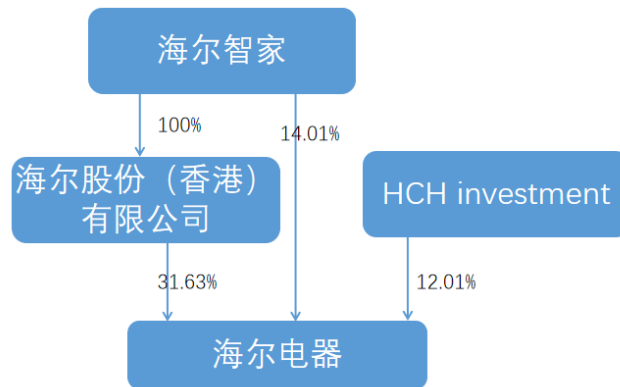 海尔智家
100%
14.01%
海尔股份（香港）
有限公司
HCH investment
31.63%
12.01%
海尔电器